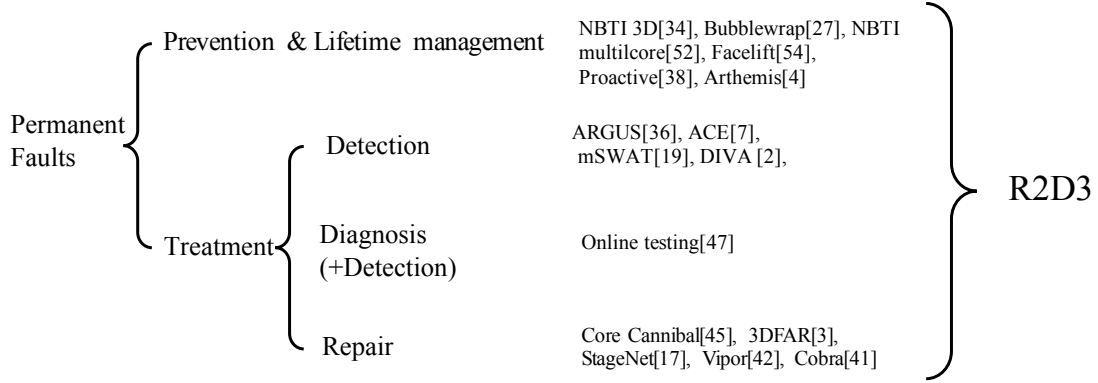 Permanent
Faults
Prevention & Lifetime management
NBTI 3D[34], Bubblewrap[27], NBTI
multilcore[52], Facelift[54],
Proactive[38], Arthemis[4]
Treatment
Detection
ARGUS[36], ACE[7],
mSWAT[19], DIVA [2],
Diagnosis
(+Detection)
Online testing[47]
Repair
Core Cannibal[45], 3DFAR[3],
StageNet[17], Vipor[42], Cobra[41]
R2D3